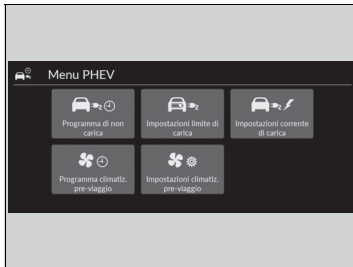 Menu PHEV
Programma di non
carica
Impostazioni limite di
carica
Impostazioni corrente
di carica
Programma climatiz.
pre-viaggio
Impostazioni climatiz.
pre-viaggio